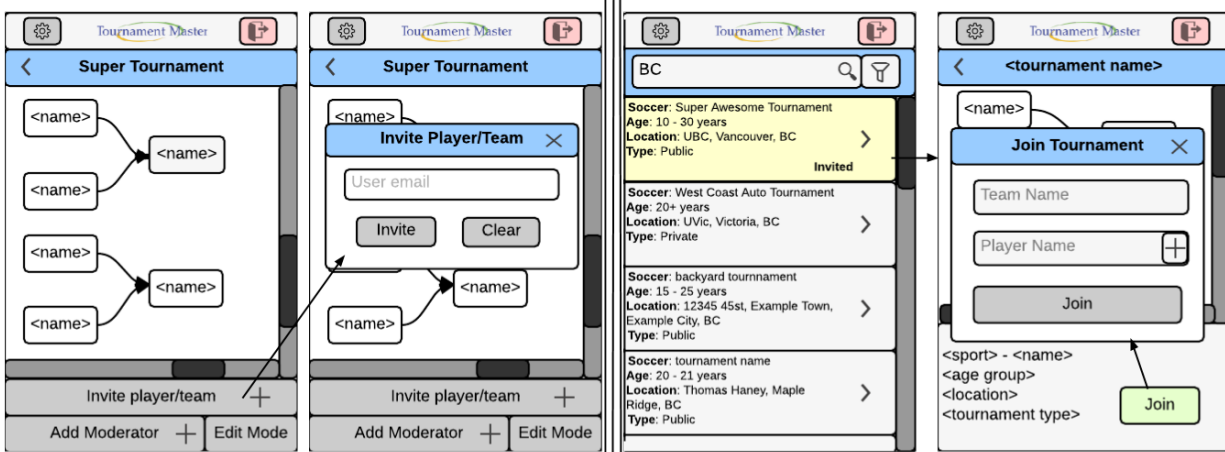 Tournament Master
Super Tournament
<name>
<name>
<name>
<name>
<name>
<name>
Invite player/team
Add Moderator
Edit Mode
Tournament Master
Super Tournament
<name>
Invite Player/Team
User email
Invite
Clear
<name>
<name>
Invite player/team
Add Moderator
Edit Mode
Tournament Master
BC
Soccer: Super Awesome Tournament
Age: 10 - 30 years
Location: UBC, Vancouver, BC
Type: Public
Invited
Soccer: West Coast Auto Tournament
Age: 20+ years
Location: UVic, Victoria, BC
Type: Private
Soccer: backyard tournnament
Age: 15 - 25 years
Location: 12345 45st, Example Town,
Example City, BC
Type: Public
Soccer: tournament name
Age: 20 - 21 years
Location: Thomas Haney, Maple
Ridge, BC
Type: Public
Tournament Master
<tournament name>
<name>
Join Tournament
Team Name
Player Name
Join
<sport> - <name>
<age group>
<location>
<tournament type>
Join